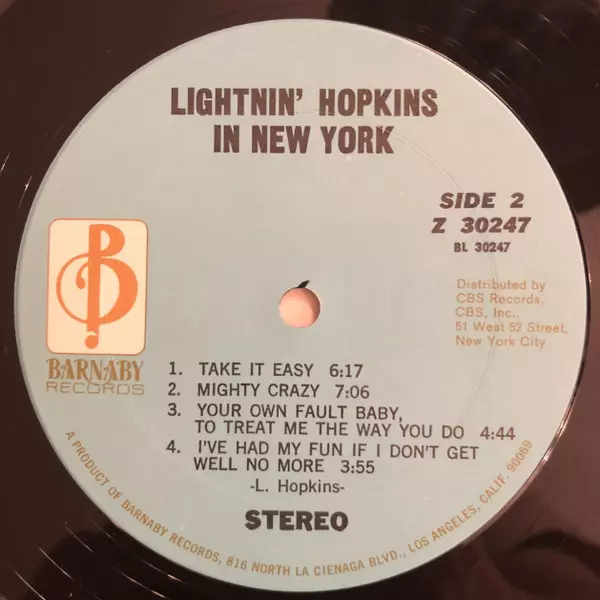 LIGHTNIN' HOPKINS
IN NEW YORK
SIDE 2
Z 30247
BL 30247
B
BARNABY
RECORDS
Distributed by
CBS Records,
CBS, Inc.,
51 West 52 Street,
New York City
1. TAKE IT EASY 6:17
2. MIGHTY CRAZY 7:06
3. YOUR OWN FAULT BABY,
TO TREAT ME THE WAY YOU DO 4:44
4. I'VE HAD MY FUN IF I DON'T GET
WELL NO MORE 3:55
-L. Hopkins-
STEREO
A PRODUCT OF BARNABY RECORDS, 816 NORTH LA CIENAGA BLVD., LOS ANGELES, CALIF. 90069